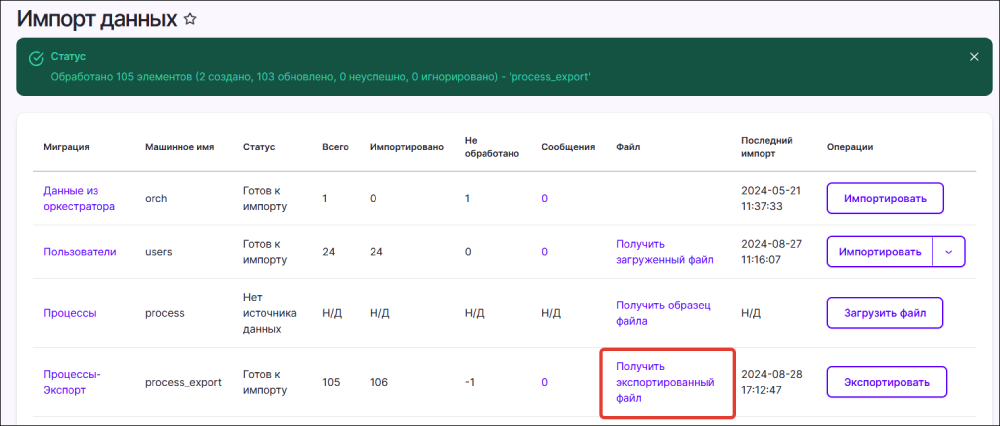 Импорт данных
Статус
Обработано 105 элементов (2 создано, 103 обновлено, 0 неуспешно, 0 игнорировано) - 'process_export'
Миграция Машинное имя Статус Всего Импортировано Не обработано Сообщения Файл Последний импорт Операции
Данные из оркестратора orch Готов к импорту 1 0 1 0 2024-05-21 11:37:33 Импортировать
Пользователи users Готов к импорту 24 24 0 0 Получить загруженный файл 2024-08-27 11:16:07 Импортировать
Процессы process Нет источника данных Н/Д Н/Д Н/Д Н/Д Получить образец файла Н/Д Загрузить файл
Процессы-Экспорт process_export Готов к импорту 105 106 -1 0 Получить экспортированный файл 2024-08-28 17:12:47 Экспортировать